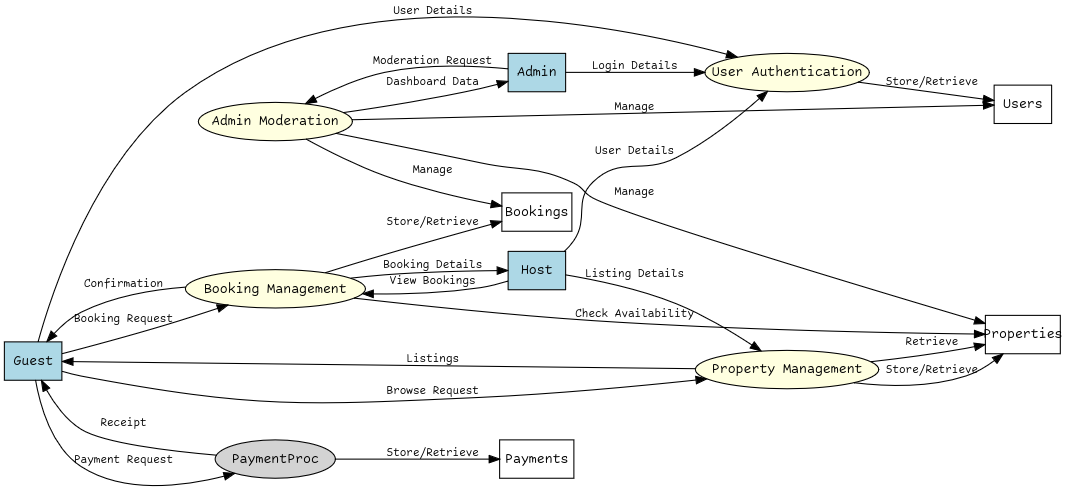 User Details
Moderation Request
Admin
Login Details
User Authentication
Dashboard Data
Store/Retrieve
Admin Moderation
Manage
Users
User Details
Manage
Manage
Bookings
Store/Retrieve
Booking Details
Host
Listing Details
Confirmation
Booking Management
View Bookings
Booking Request
Check Availability
Properties
Retrieve
Guest
Listings
Property Management
Store/Retrieve
Browse Request
Receipt
Payment Request
PaymentProc
Store/Retrieve
Payments